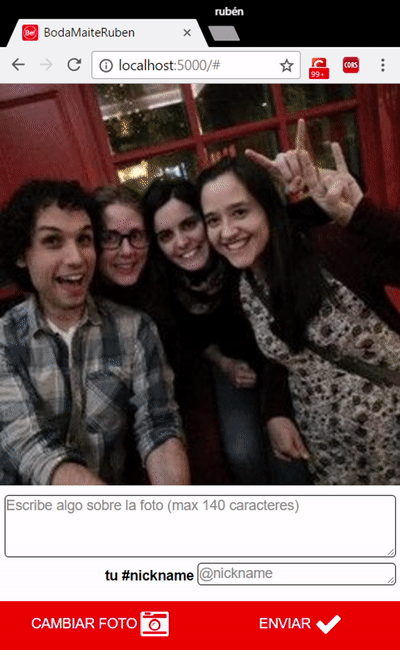 rubén
Be!
BodaMaiteRuben
localhost:5000/#
99+
CORS
Escribe algo sobre la foto (max 140 caracteres)
tu #nickname @nickname
CAMBIAR FOTO ENVIAR